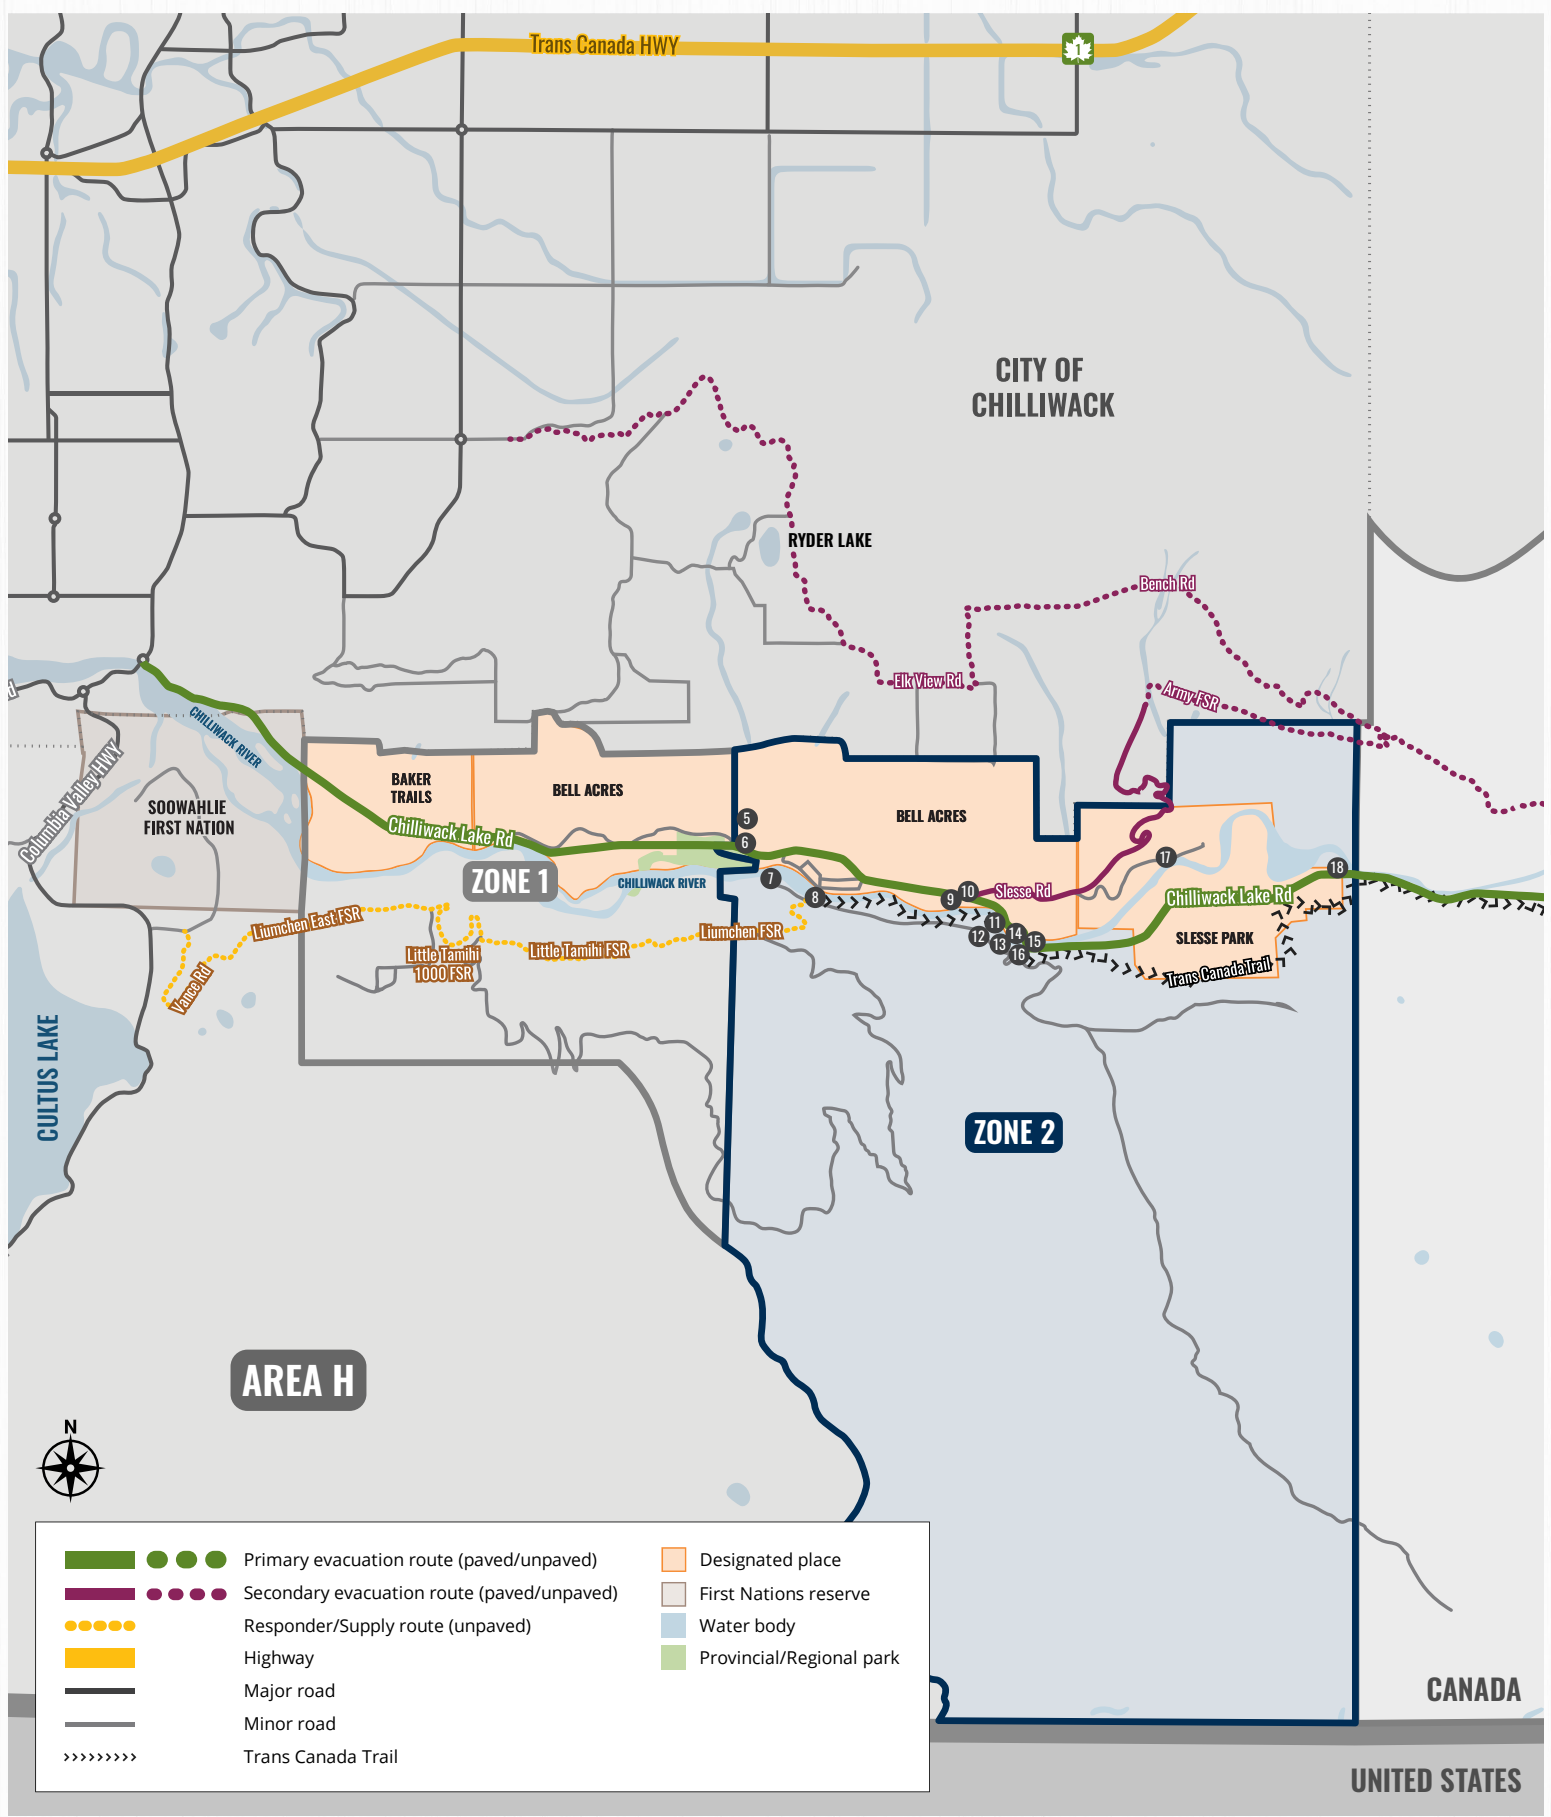 Trans Canada HWY
1
CITY OF
CHILLIWACK
RYDER LAKE
Bench Rd
Elk View Rd
Army FSR
d
CHILLIWACK RIVER
Columbia Valley HWY
SOOWAHLIE
FIRST NATION
BAKER
TRAILS
BELL ACRES
BELL ACRES
Chilliwack Lake Rd
ZONE 1
CHILLIWACK RIVER
5
6
7
8
9
10
Slesse Rd
11
12
13
14
15
16
17
18
Chilliwack Lake Rd
SLESSE PARK
Trans Canada Trail
Liumchen East FSR
Vance Rd
Little Tamihi
1000 FSR
Little Tamihi FSR
Liumchen FSR
CULTUS LAKE
ZONE 2
AREA H
N
Primary evacuation route (paved/unpaved)
Secondary evacuation route (paved/unpaved)
Responder/Supply route (unpaved)
Highway
Major road
Minor road
Trans Canada Trail
Designated place
First Nations reserve
Water body
Provincial/Regional park
CANADA
UNITED STATES